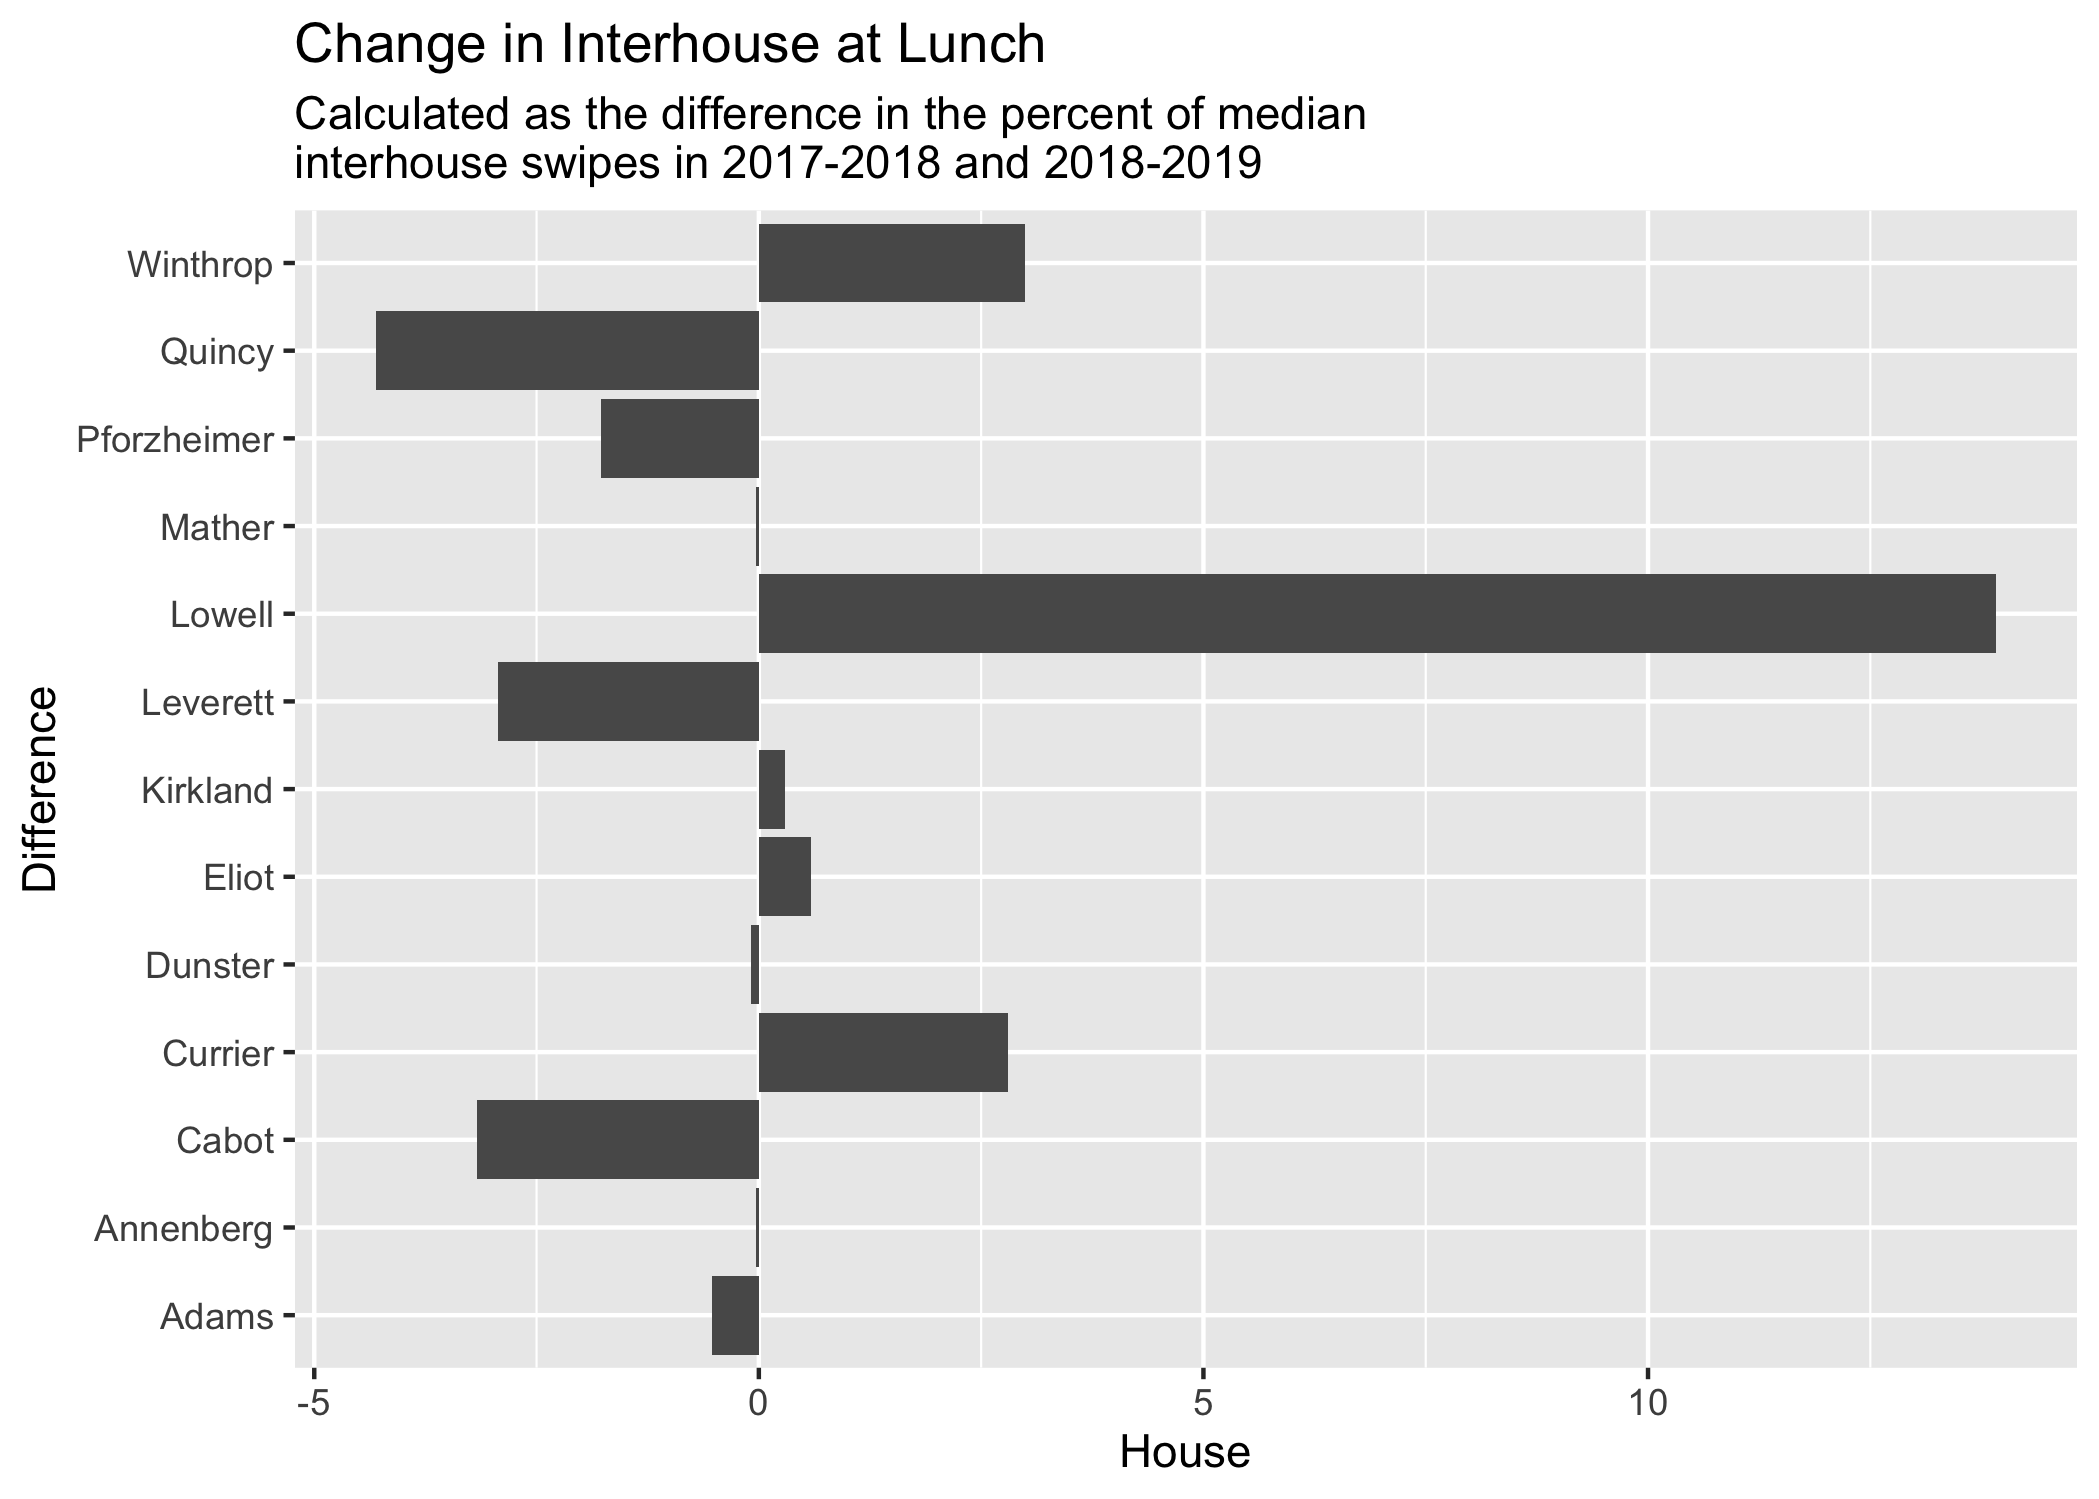 Change in Interhouse at Lunch
Calculated as the difference in the percent of median
interhouse swipes in 2017-2018 and 2018-2019
Winthrop
Quincy
Pforzheimer
Mather
Lowell
Leverett
Kirkland
Eliot
Dunster
Currier
Cabot
Annenberg
Adams
Difference
-5 0 5 10
House